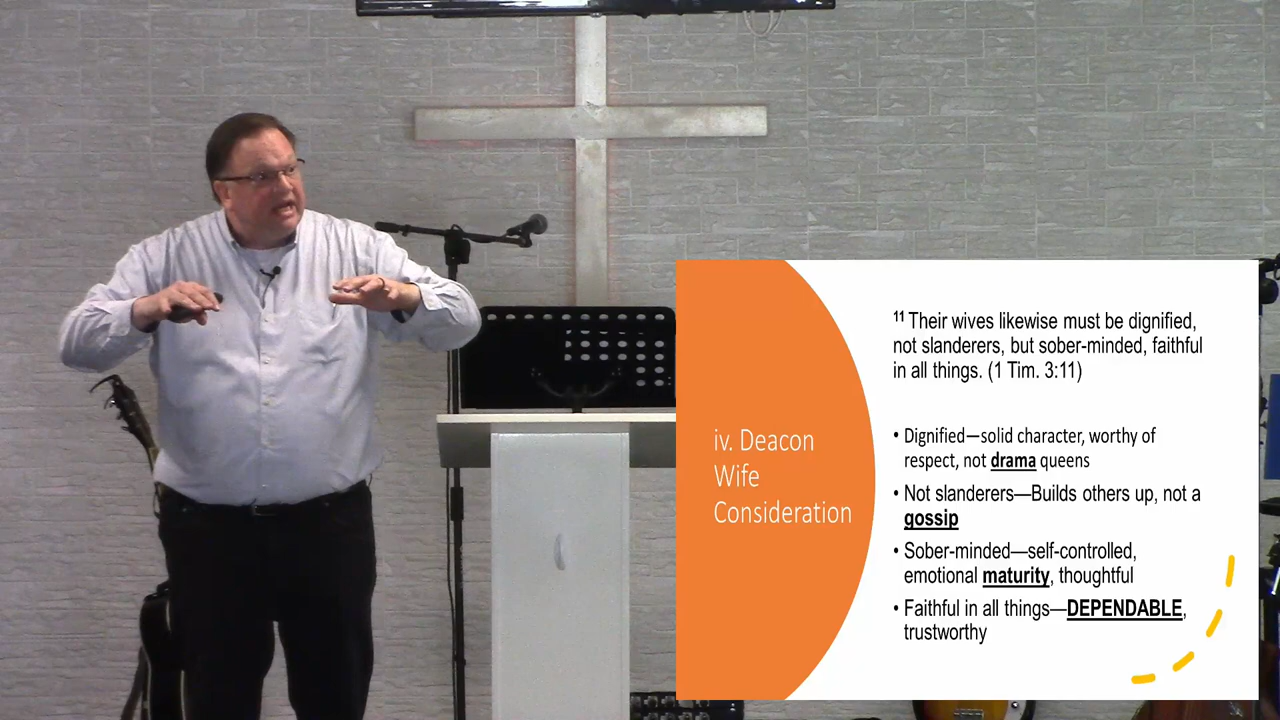 iv. Deacon
Wife
Consideration
¹¹ Their wives likewise must be dignified,
not slanderers, but sober-minded, faithful
in all things. (1 Tim. 3:11)
• Dignified—solid character, worthy of
respect, not drama queens
• Not slanderers—Builds others up, not a
gossip
• Sober-minded—self-controlled,
emotional maturity, thoughtful
• Faithful in all things—DEPENDABLE,
trustworthy